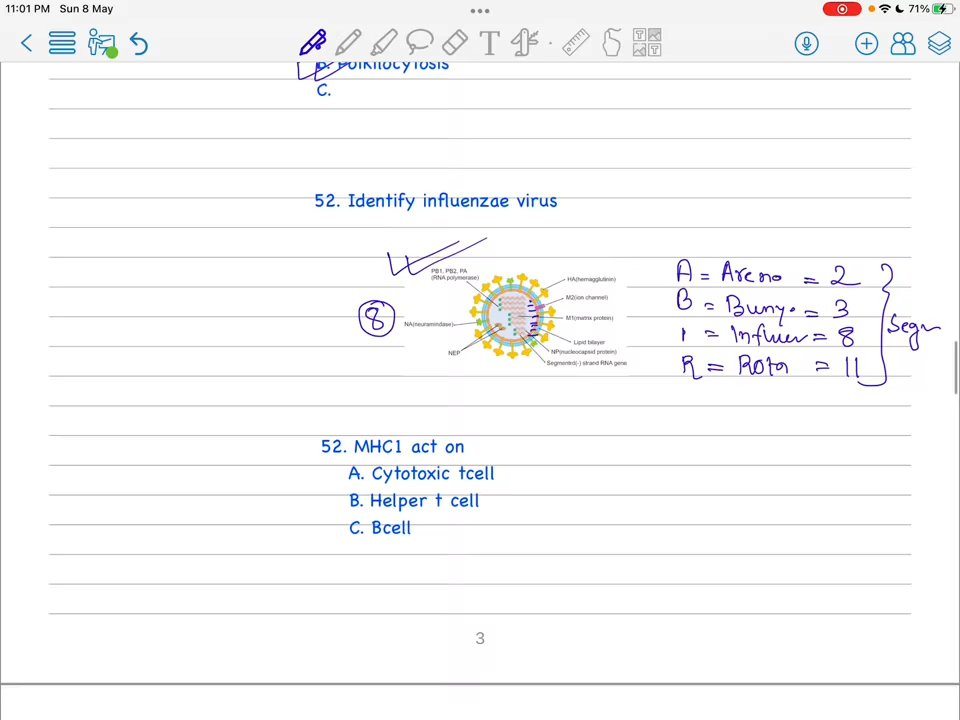 11:01 PM Sun 8 May
71%
B. Poikilocytosis
C.
52. Identify influenzae virus
PB1, PB2, PA
(RNA polymerase)
HA(hemagglutinin)
M2(ion channel)
M1(matrix protein)
NA(neuramindase)
Lipid bilayer
NP(nucleocapsid protein)
NEP
Segmentrd(-) strand RNA gene
8
A = Areno = 2
B = Buny. = 3
I = Influen = 8
R = Rota = 11
Segm
52. MHC1 act on
A. Cytotoxic tcell
B. Helper t cell
C. Bcell
3